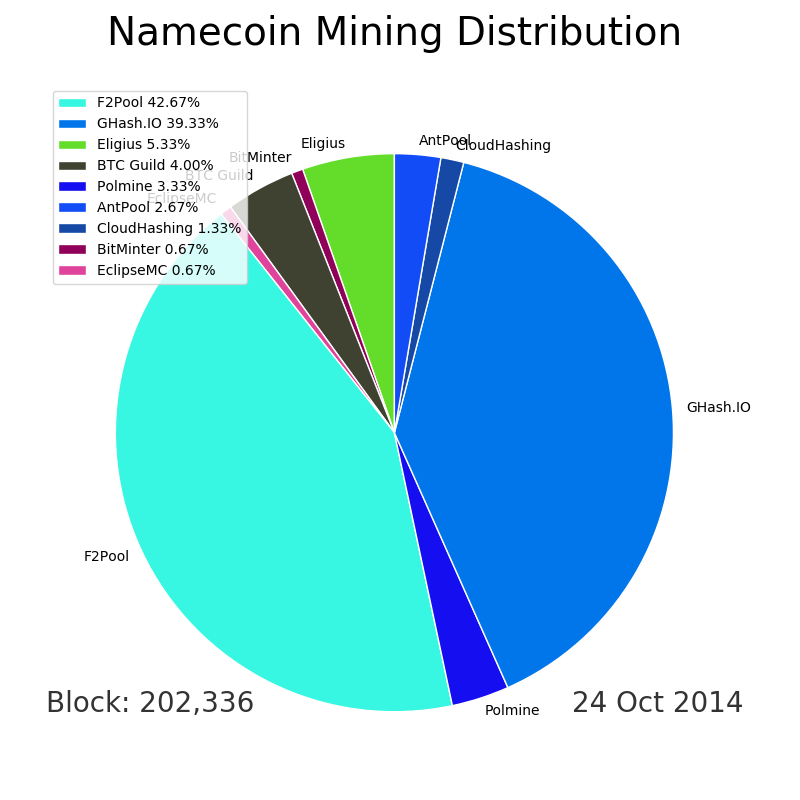 Namecoin Mining Distribution
F2Pool 42.67%
GHash.IO 39.33%
Eligius 5.33%
BTC Guild 4.00%
Polmine 3.33%
AntPool 2.67%
CloudHashing 1.33%
BitMinter 0.67%
EclipseMC 0.67%
Eligius
AntPool
CloudHashing
BitMinter
BTC Guild
EclipseMC
GHash.IO
F2Pool
Polmine
Block: 202,336
24 Oct 2014